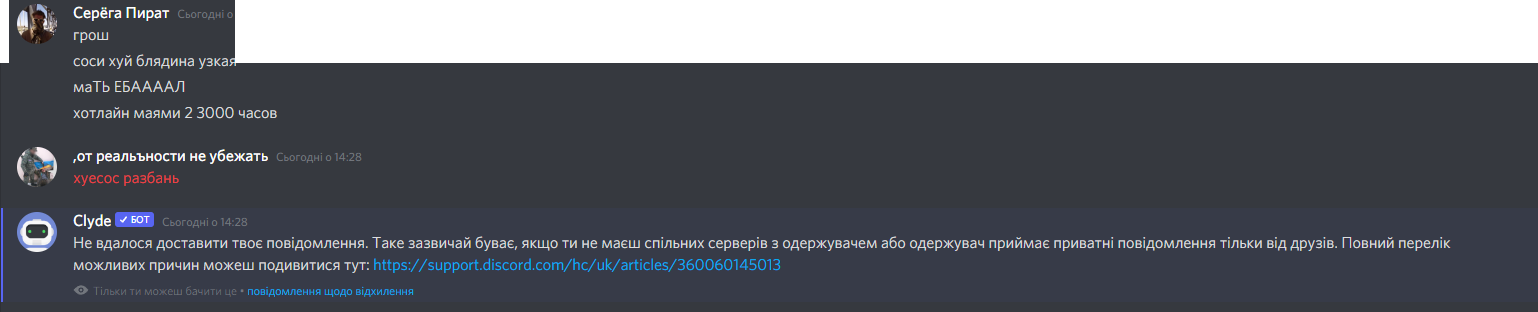 Серёга Пират Сьогодні о
грош
соси хуй блядина узкая
маТЬ ЕБААААЛ
хотлайн маями 2 3000 часов
,от реальъности не убежать Сьогодні о 14:28
хуесос разбань
Clyde БОТ Сьогодні о 14:28
Не вдалося доставити твоє повідомлення. Таке зазвичай буває, якщо ти не маєш спільних серверів з одержувачем або одержувач приймає приватні повідомлення тільки від друзів. Повний перелік
можливих причин можеш подивитися тут: https://support.discord.com/hc/uk/articles/360060145013
Тільки ти можеш бачити це • повідомлення щодо відхилення